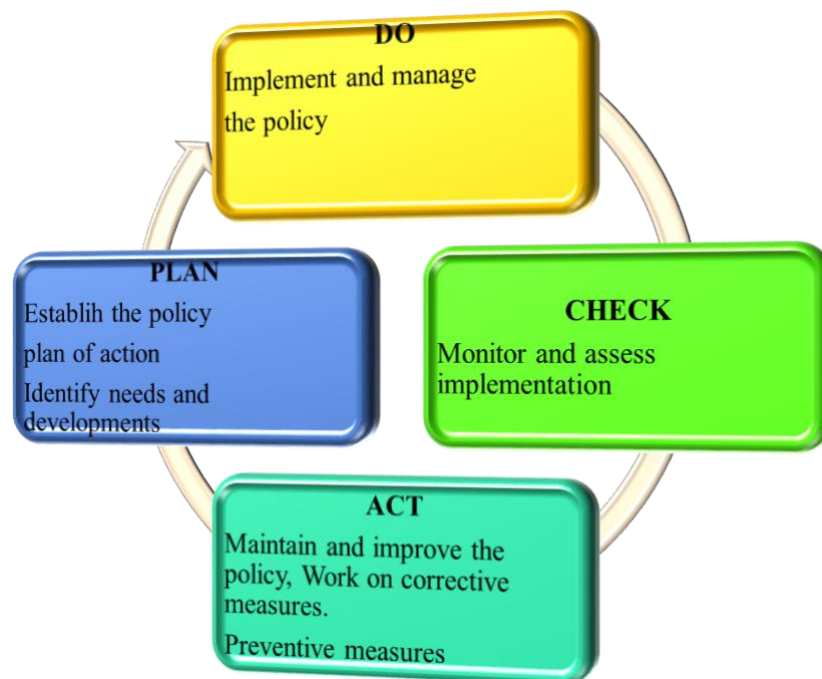 DO
Implement and manage
the policy
PLAN
Establih the policy
plan of action
Identify needs and
developments
CHECK
Monitor and assess
implementation
ACT
Maintain and improve the
policy, Work on corrective
measures.
Preventive measures